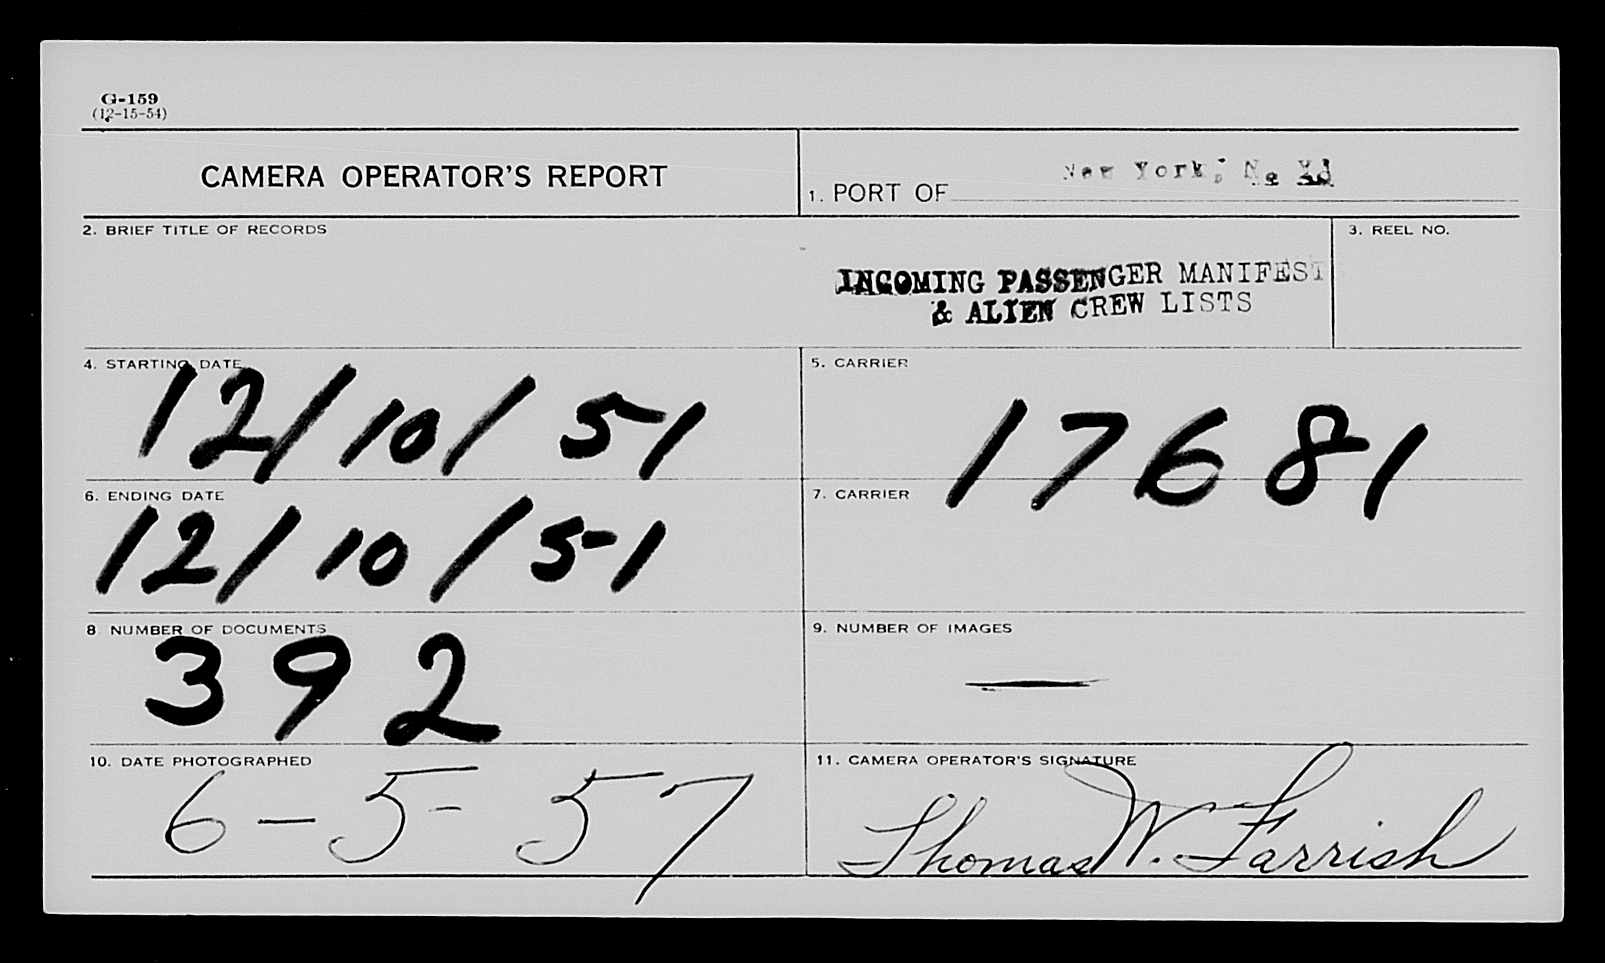 G-159
(12-15-54)
CAMERA OPERATOR'S REPORT
1. PORT OF New York,
2. BRIEF TITLE OF RECORDS
INCOMING PASSENGER MANIFEST
& ALIEN CREW LISTS
3. REEL NO.
4. STARTING DATE
12/10/51
5. CARRIER
17681
6. ENDING DATE
12/10/51
7. CARRIER
8 NUMBER OF DOCUMENTS
392
9. NUMBER OF IMAGES
—
10. DATE PHOTOGRAPHED
6-5-57
11. CAMERA OPERATOR'S SIGNATURE
Thomas W. Farrish